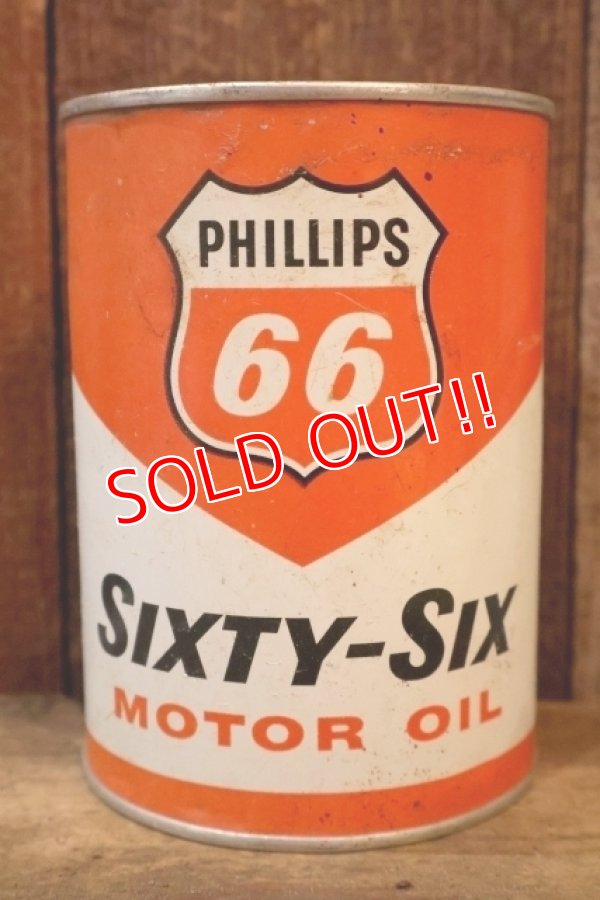 PHILLIPS
66
SOLD OUT!!
SIXTY-SIX
MOTOR OIL